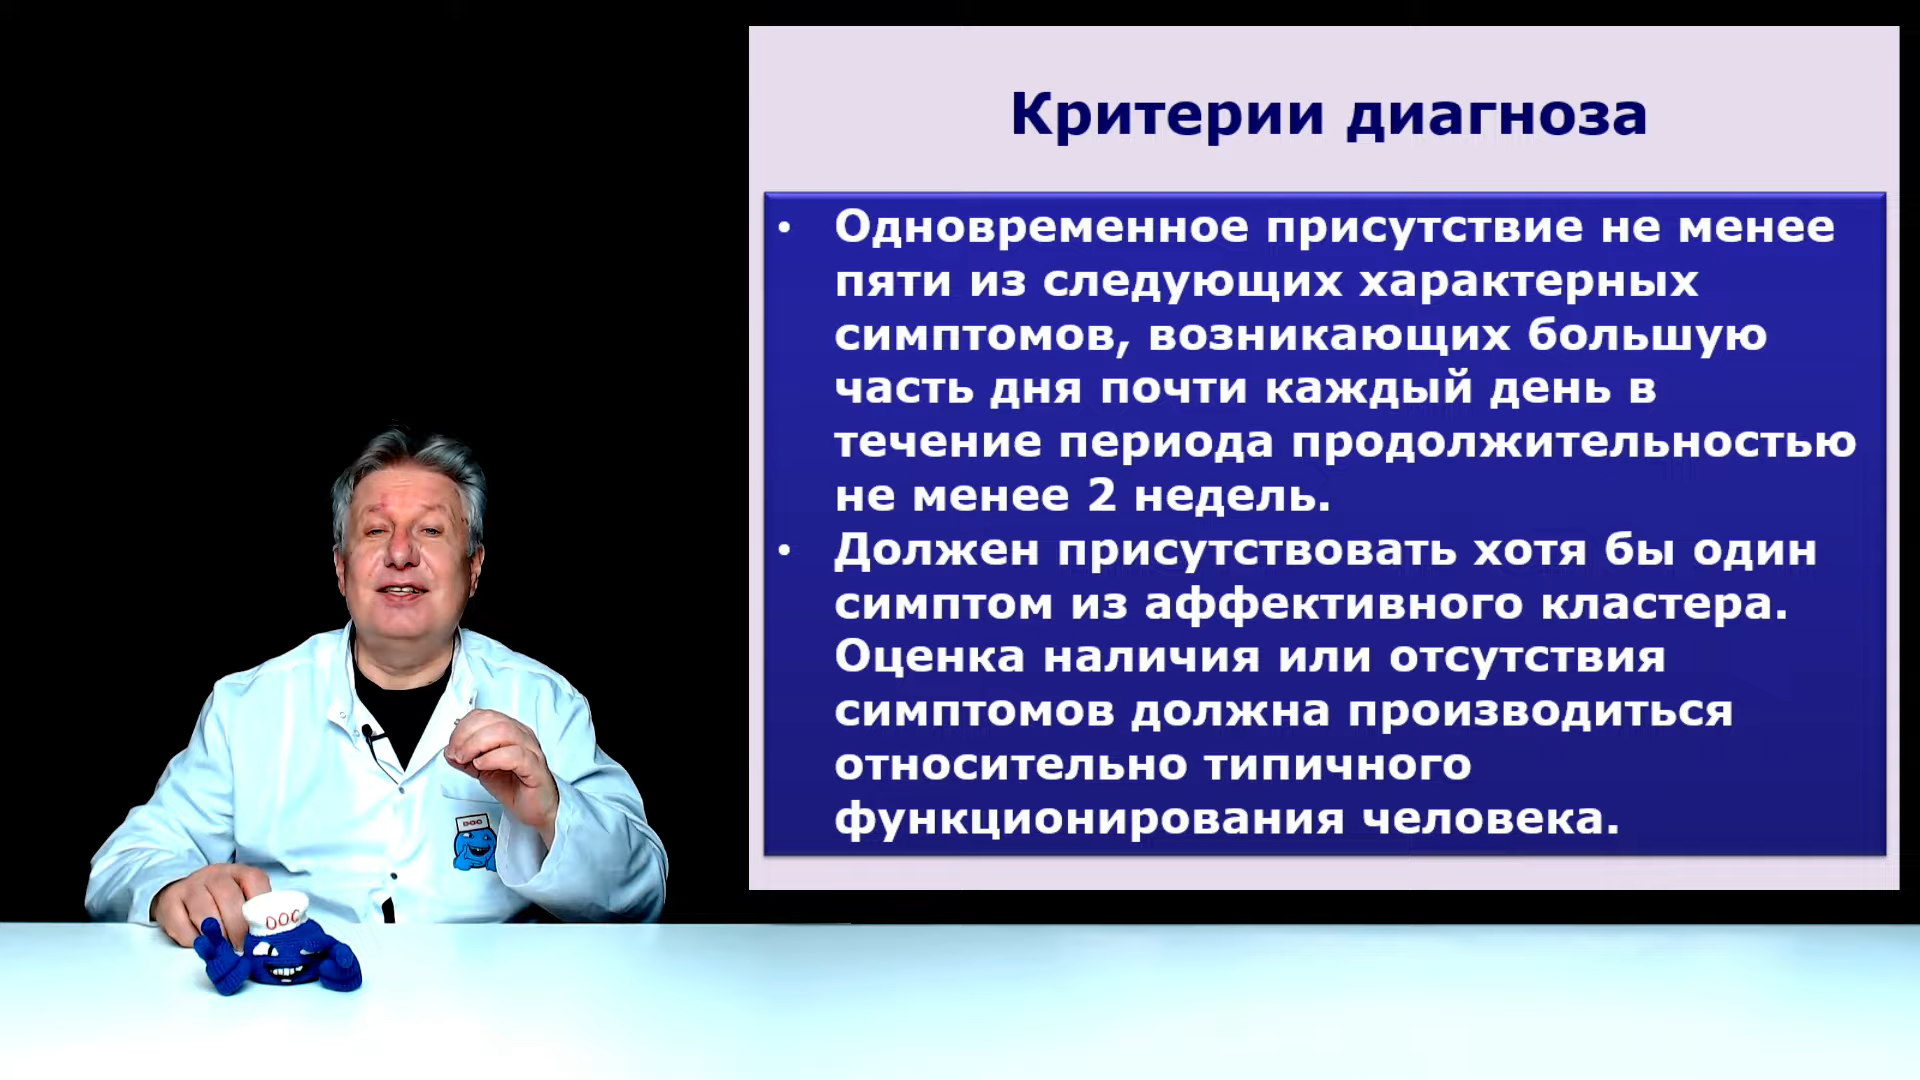 Критерии диагноза
• Одновременное присутствие не менее
пяти из следующих характерных
симптомов, возникающих большую
часть дня почти каждый день в
течение периода продолжительностью
не менее 2 недель.
• Должен присутствовать хотя бы один
симптом из аффективного кластера.
Оценка наличия или отсутствия
симптомов должна производиться
относительно типичного
функционирования человека.
DOC
DOC